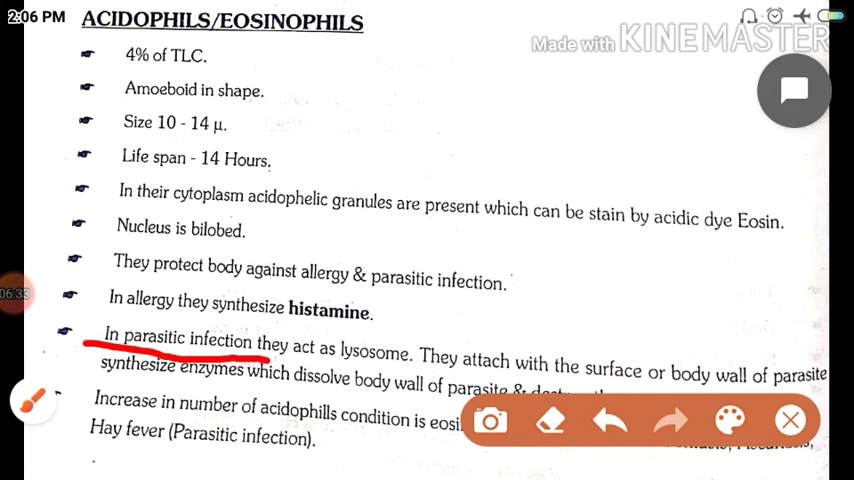 2:06 PM
Made with KINEMASTER
ACIDOPHILS/EOSINOPHILS
4% of TLC.
Amoeboid in shape.
Size 10 - 14 µ.
Life span - 14 Hours.
In their cytoplasm acidophelic granules are present which can be stain by acidic dye Eosin.
Nucleus is bilobed.
They protect body against allergy & parasitic infection.
In allergy they synthesize histamine.
06:33
In parasitic infection they act as lysosome. They attach with the surface or body wall of parasite
synthesize enzymes which dissolve body wall of parasite &
Increase in number of acidophills condition is
Hay fever (Parasitic infection).